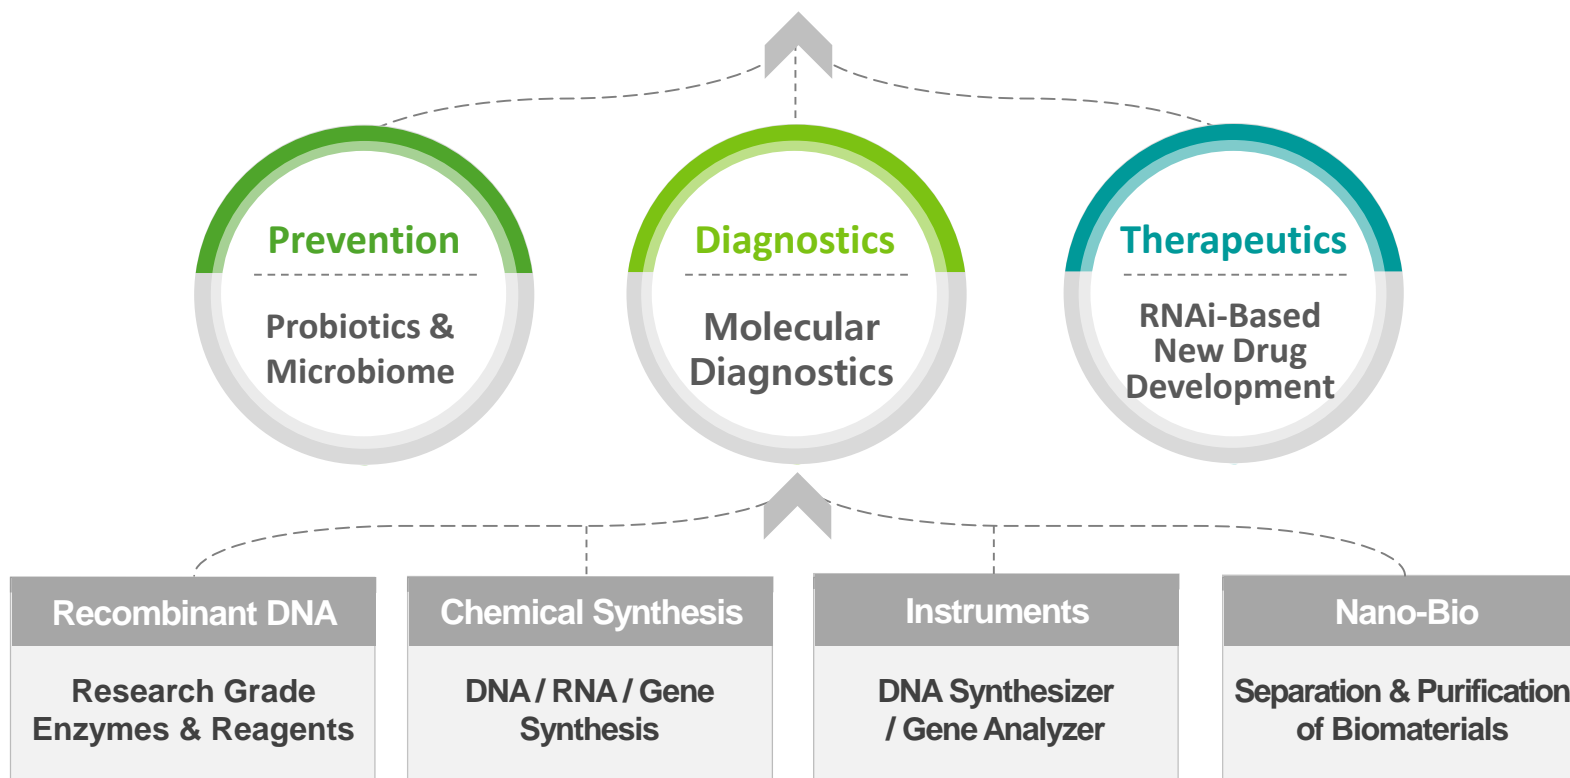 Prevention
Probiotics &
Microbiome
Diagnostics
Molecular
Diagnostics
Therapeutics
RNAi-Based
New Drug
Development
Recombinant DNA
Research Grade
Enzymes & Reagents
Chemical Synthesis
DNA / RNA / Gene
Synthesis
Instruments
DNA Synthesizer
/ Gene Analyzer
Nano-Bio
Separation & Purification
of Biomaterials